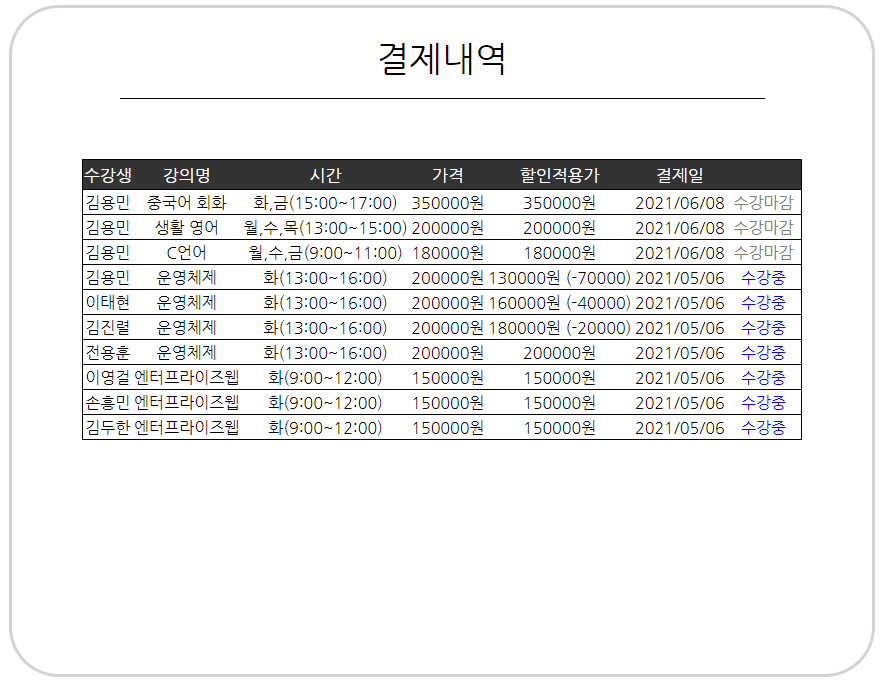 결제내역
수강생 강의명 시간 가격 할인적용가 결제일
김용민 중국어 회화 화,금(15:00~17:00) 350000원 350000원 2021/06/08 수강마감
김용민 생활 영어 월,수,목(13:00~15:00) 200000원 200000원 2021/06/08 수강마감
김용민 C언어 월,수,금(9:00~11:00) 180000원 180000원 2021/06/08 수강마감
김용민 운영체제 화(13:00~16:00) 200000원 130000원 (-70000) 2021/05/06 수강중
이태현 운영체제 화(13:00~16:00) 200000원 160000원 (-40000) 2021/05/06 수강중
김진렬 운영체제 화(13:00~16:00) 200000원 180000원 (-20000) 2021/05/06 수강중
전용훈 운영체제 화(13:00~16:00) 200000원 200000원 2021/05/06 수강중
이영걸 엔터프라이즈웹 화(9:00~12:00) 150000원 150000원 2021/05/06 수강중
손흥민 엔터프라이즈웹 화(9:00~12:00) 150000원 150000원 2021/05/06 수강중
김두한 엔터프라이즈웹 화(9:00~12:00) 150000원 150000원 2021/05/06 수강중